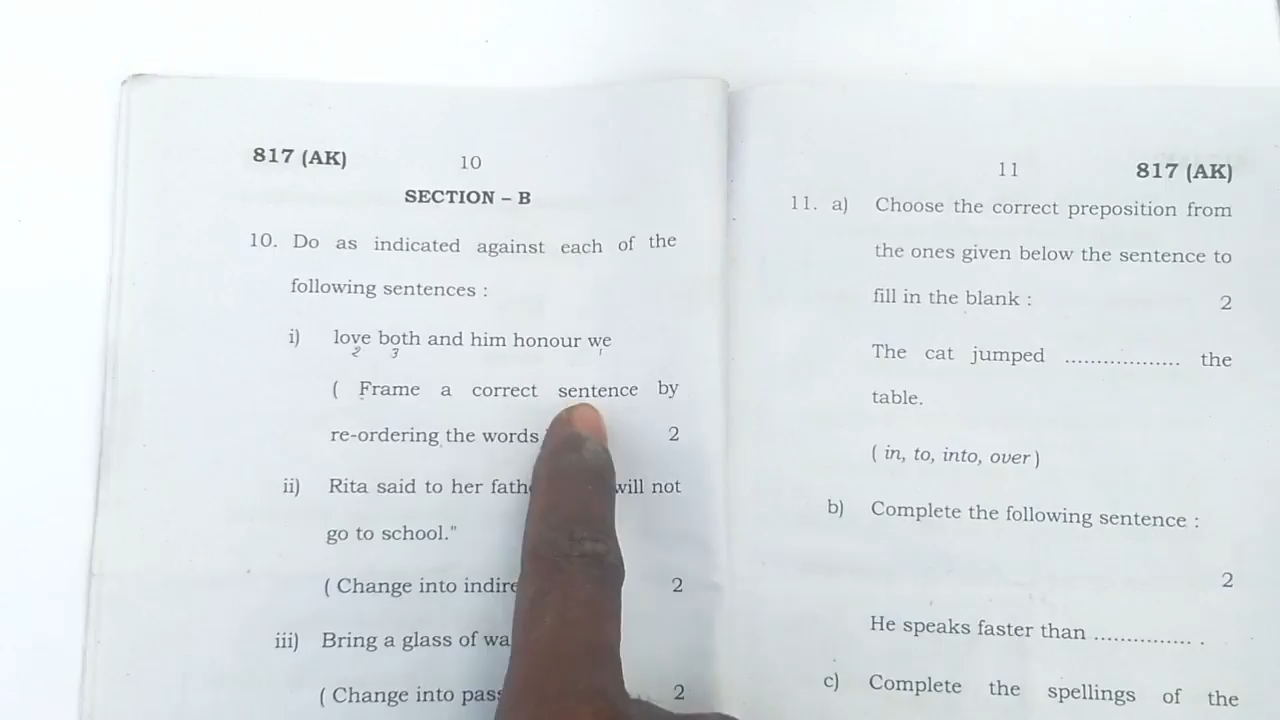 817 (AK)
10
SECTION – B
10. Do as indicated against each of the
following sentences :
i) love both and him honour we
2 3 1
( Frame a correct sentence by
re-ordering the words 2
ii) Rita said to her will not
go to school."
( Change into 2
iii) Bring a glass of
( Change into 2
11
817 (AK)
11. a) Choose the correct preposition from
the ones given below the sentence to
fill in the blank : 2
The cat jumped .................. the
table.
( in, to, into, over )
b) Complete the following sentence :
2
He speaks faster than ............... .
c) Complete the spellings of the